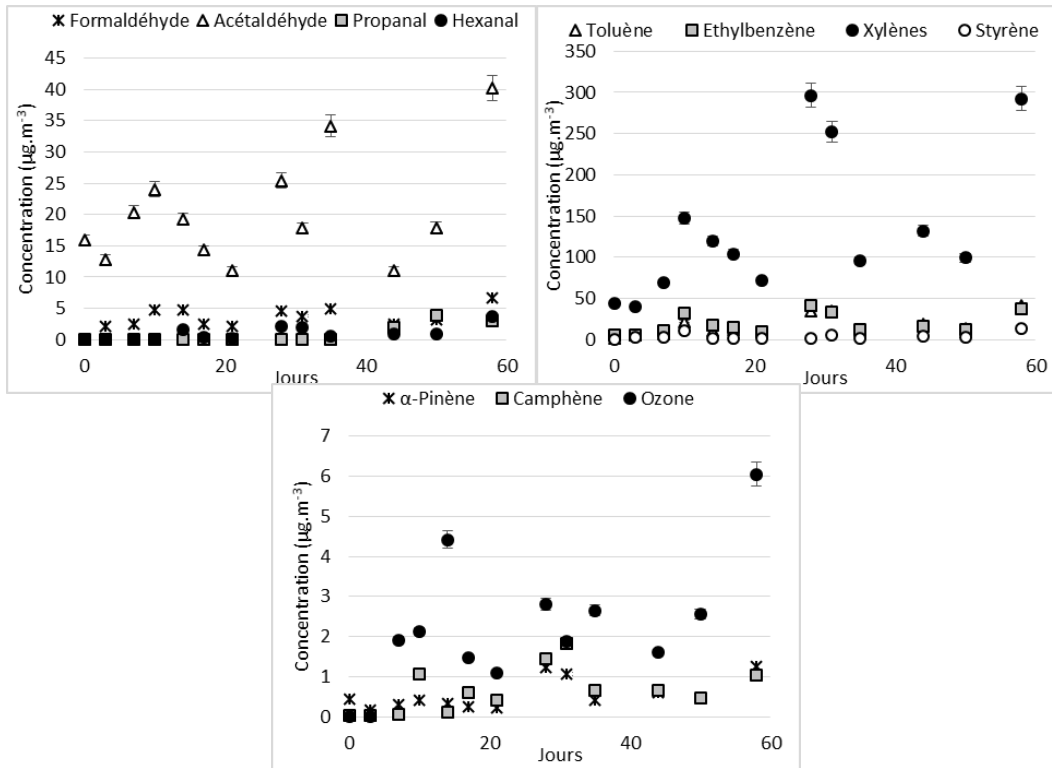 Formaldéhyde Acétaldéhyde Propanal Hexanal
45
40
35
30
25
20
15
10
5
0
Concentration (µg.m-3)
0 20 40 60
Jours
Toluène Ethylbenzène Xylènes Styrène
350
300
250
200
150
100
50
0
Concentration (µg.m-3)
0 20 40 60
Jours
α-Pinène Camphène Ozone
7
6
5
4
3
2
1
0
Concentration (µg.m-3)
0 20 40 60
Jours